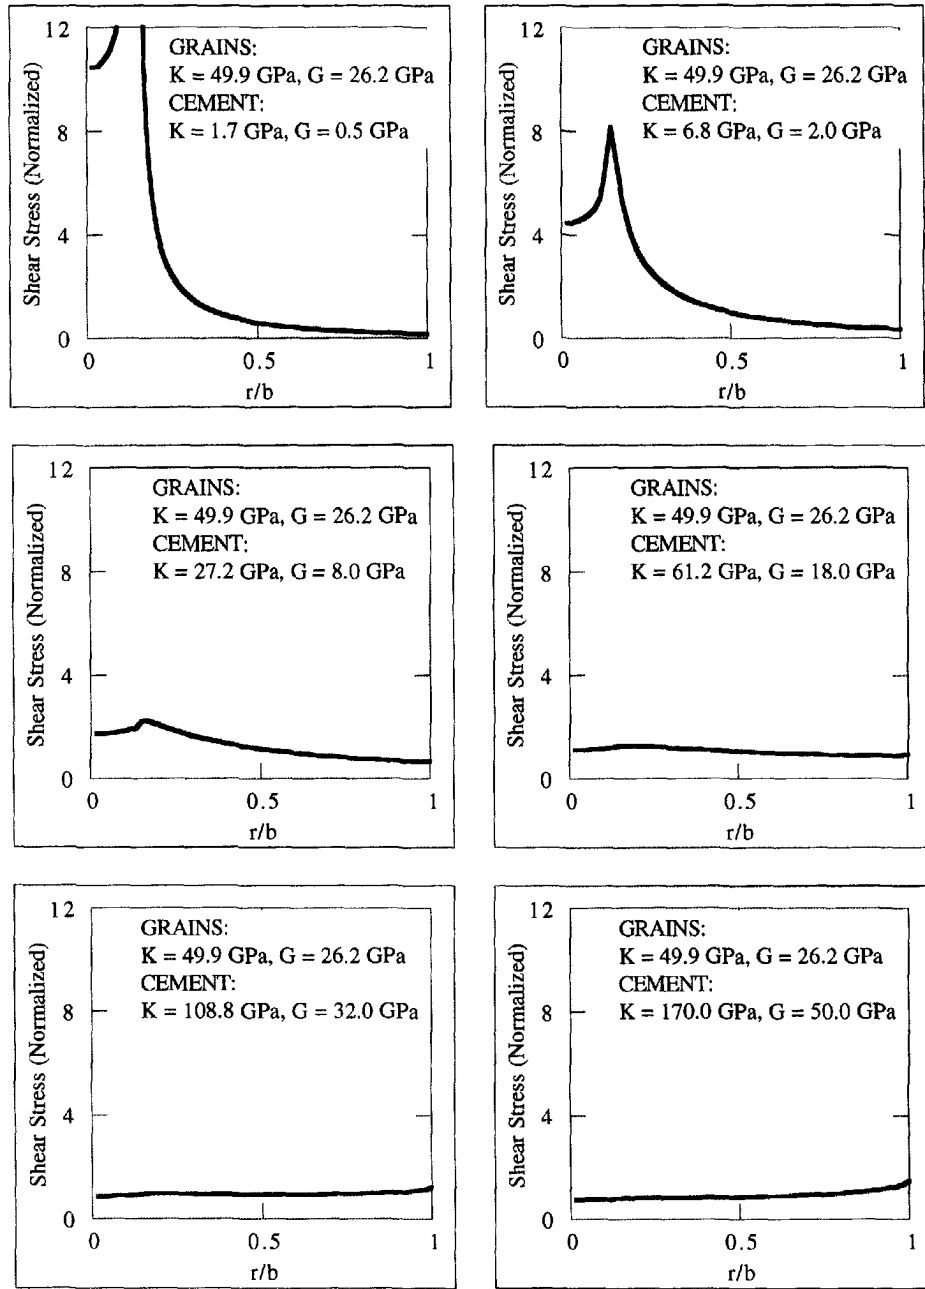 12
8
4
0
Shear Stress (Normalized)
GRAINS:
K = 49.9 GPa, G = 26.2 GPa
CEMENT:
K = 1.7 GPa, G = 0.5 GPa
0
0.5
1
r/b
12
8
4
0
Shear Stress (Normalized)
GRAINS:
K = 49.9 GPa, G = 26.2 GPa
CEMENT:
K = 6.8 GPa, G = 2.0 GPa
0
0.5
1
r/b
12
8
4
0
Shear Stress (Normalized)
GRAINS:
K = 49.9 GPa, G = 26.2 GPa
CEMENT:
K = 27.2 GPa, G = 8.0 GPa
0
0.5
1
r/b
12
8
4
0
Shear Stress (Normalized)
GRAINS:
K = 49.9 GPa, G = 26.2 GPa
CEMENT:
K = 61.2 GPa, G = 18.0 GPa
0
0.5
1
r/b
12
8
4
0
Shear Stress (Normalized)
GRAINS:
K = 49.9 GPa, G = 26.2 GPa
CEMENT:
K = 108.8 GPa, G = 32.0 GPa
0
0.5
1
r/b
12
8
4
0
Shear Stress (Normalized)
GRAINS:
K = 49.9 GPa, G = 26.2 GPa
CEMENT:
K = 170.0 GPa, G = 50.0 GPa
0
0.5
1
r/b